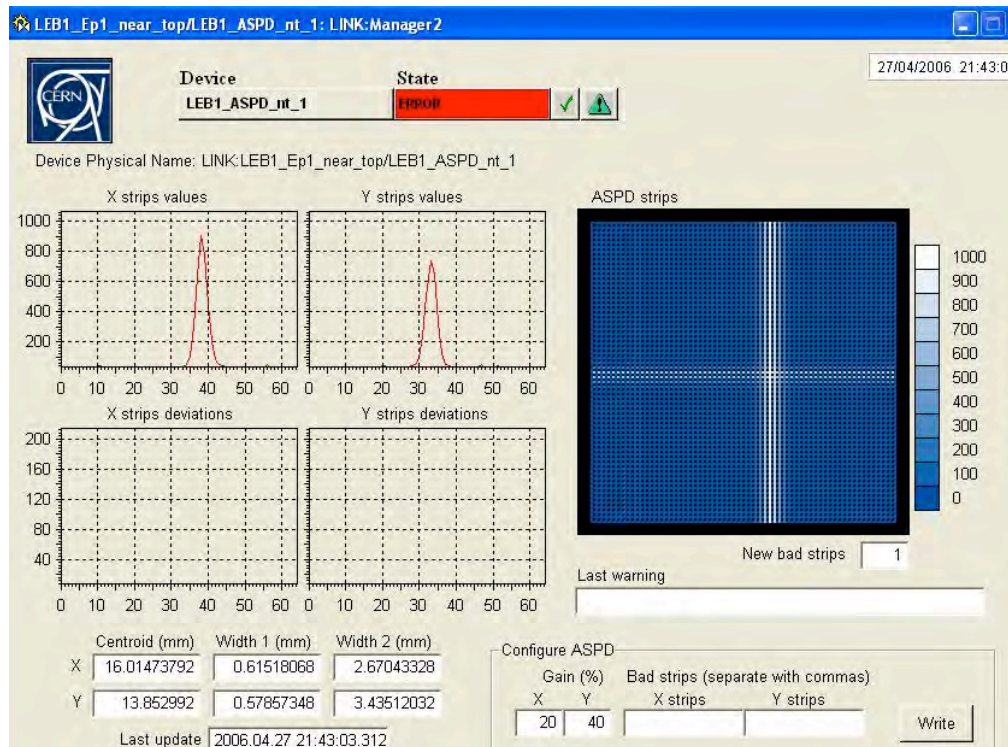 LEB1_Ep1_near_top/LEB1_ASPD_nt_1: LINK:Manager2
27/04/2006 21:43:0
CERN
Device State
LEB1_ASPD_nt_1 ERROR
Device Physical Name: LINK:LEB1_Ep1_near_top/LEB1_ASPD_nt_1
X strips values Y strips values ASPD strips
1000
800
600
400
200
0 10 20 30 40 50 60 0 10 20 30 40 50 60
1000
900
800
700
600
500
400
300
200
100
0
X strips deviations Y strips deviations
200
160
120
80
40
0 10 20 30 40 50 60 0 10 20 30 40 50 60
New bad strips 1
Last warning
Centroid (mm) Width 1 (mm) Width 2 (mm)
X 16.01473792 0.61518068 2.67043328
Y 13.852992 0.57857348 3.43512032
Last update 2006.04.27 21:43:03.312
Configure ASPD
Gain (%) Bad strips (separate with commas)
X Y X strips Y strips
20 40 Write